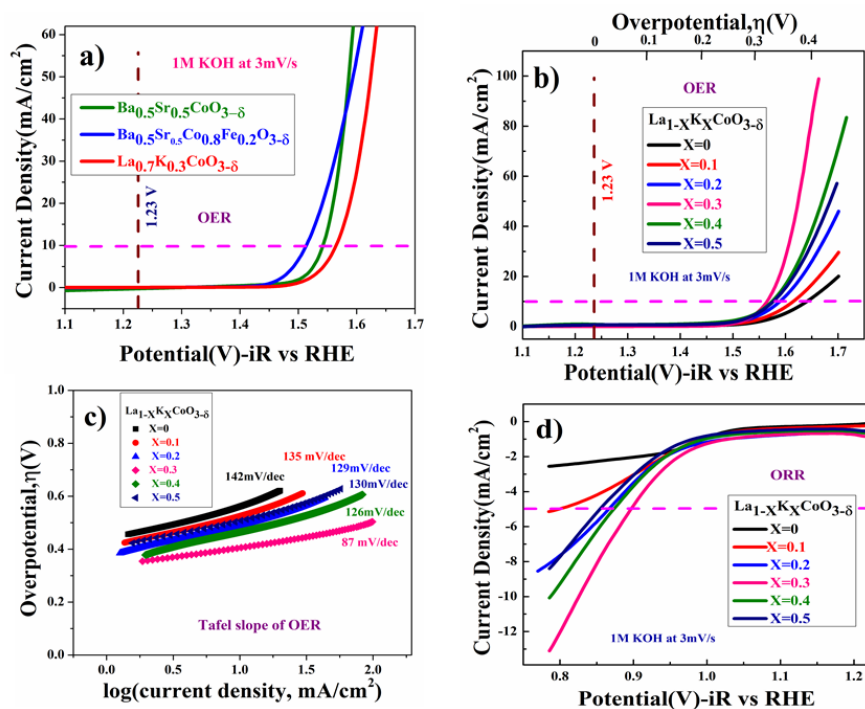 a)
1M KOH at 3mV/s
Ba0.5Sr0.5CoO3-δ
Ba0.5Sr0.5Co0.8Fe0.2O3-δ
La0.7K0.3CoO3-δ
1.23 V
OER
Current Density(mA/cm2)
60
50
40
30
20
10
0
-10
1.1 1.2 1.3 1.4 1.5 1.6 1.7
Potential(V)-iR vs RHE
Overpotential,η(V)
0 0.1 0.2 0.3 0.4
b)
OER
La1-XKXCoO3-δ
X=0
X=0.1
X=0.2
X=0.3
X=0.4
X=0.5
1.23 V
1M KOH at 3mV/s
Current Density(mA/cm2)
100
80
60
40
20
0
1.1 1.2 1.3 1.4 1.5 1.6 1.7
Potential(V)-iR vs RHE
c)
La1-XKXCoO3-δ
X=0
X=0.1
X=0.2
X=0.3
X=0.4
X=0.5
135 mV/dec
129mV/dec
142mV/dec
130mV/dec
126mV/dec
87 mV/dec
Tafel slope of OER
Overpotential,η(V)
1.0
0.8
0.6
0.4
0.2
0.0
0.0 0.5 1.0 1.5 2.0
log(current density, mA/cm2)
d)
ORR
La1-XKXCoO3-δ
X=0
X=0.1
X=0.2
X=0.3
X=0.4
X=0.5
1M KOH at 3mV/s
Current Density(mA/cm2)
0
-2
-4
-6
-8
-10
-12
0.8 0.9 1.0 1.1 1.2
Potential(V)-iR vs RHE